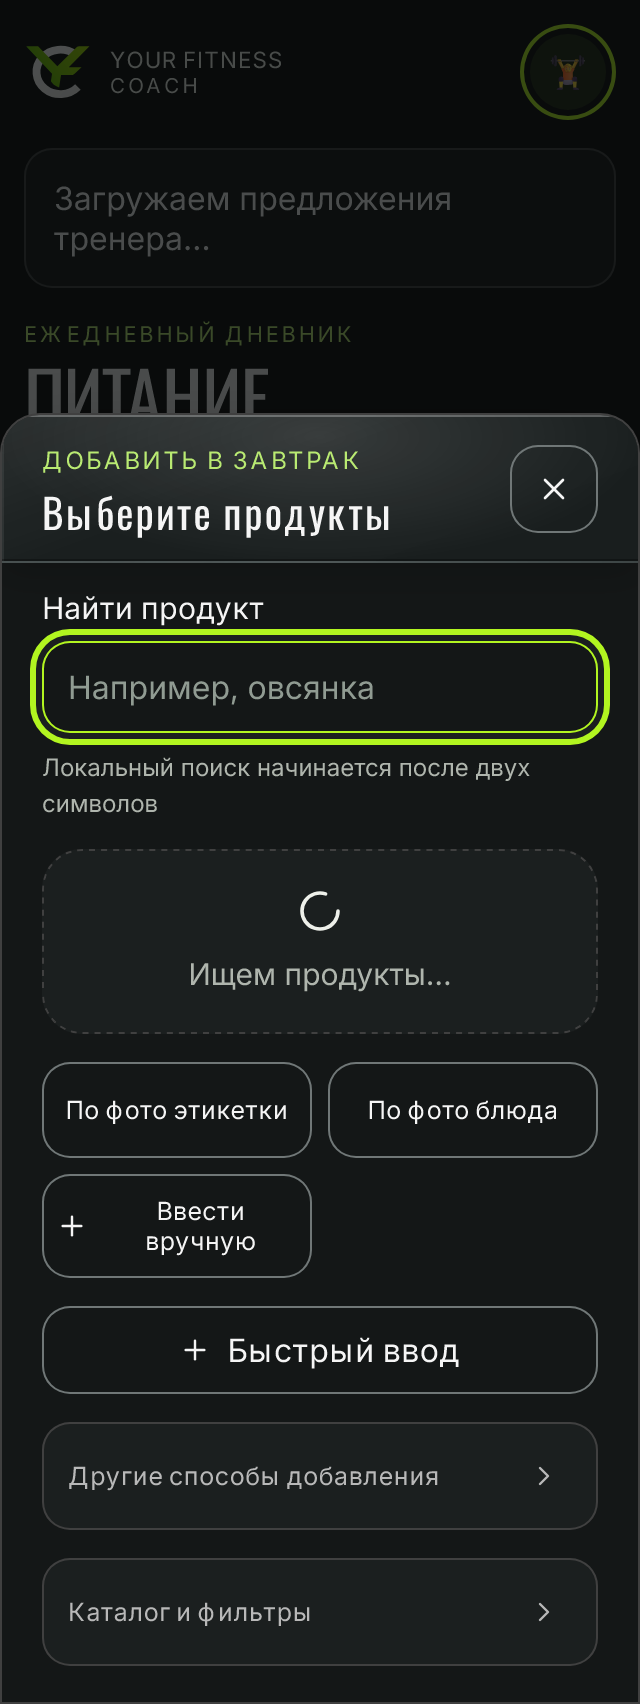 YOUR FITNESS
COACH
Загружаем предложения
тренера...
ЕЖЕДНЕВНЫЙ ДНЕВНИК
ПИТАНИЕ
ДОБАВИТЬ В ЗАВТРАК
Выберите продукты
Найти продукт
Например, овсянка
Локальный поиск начинается после двух
символов
Ищем продукты...
По фото этикетки
По фото блюда
Ввести
вручную
Быстрый ввод
Другие способы добавления
Каталог и фильтры